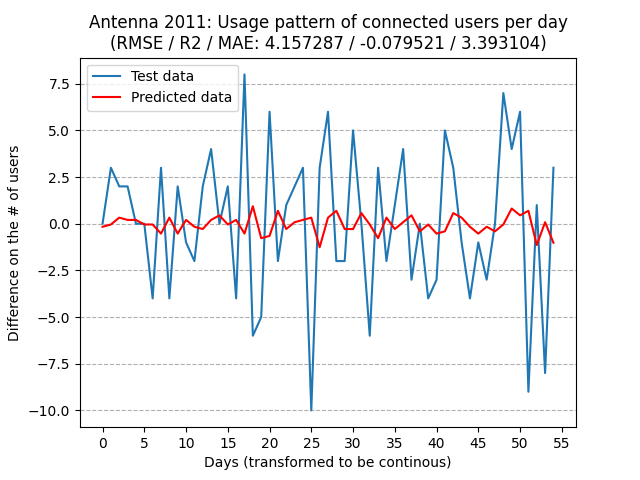 Antenna 2011: Usage pattern of connected users per day
(RMSE / R2 / MAE: 4.157287 / -0.079521 / 3.393104)
Test data
Predicted data
Difference on the # of users
7.5
5.0
2.5
0.0
−2.5
−5.0
−7.5
−10.0
0 5 10 15 20 25 30 35 40 45 50 55
Days (transformed to be continous)